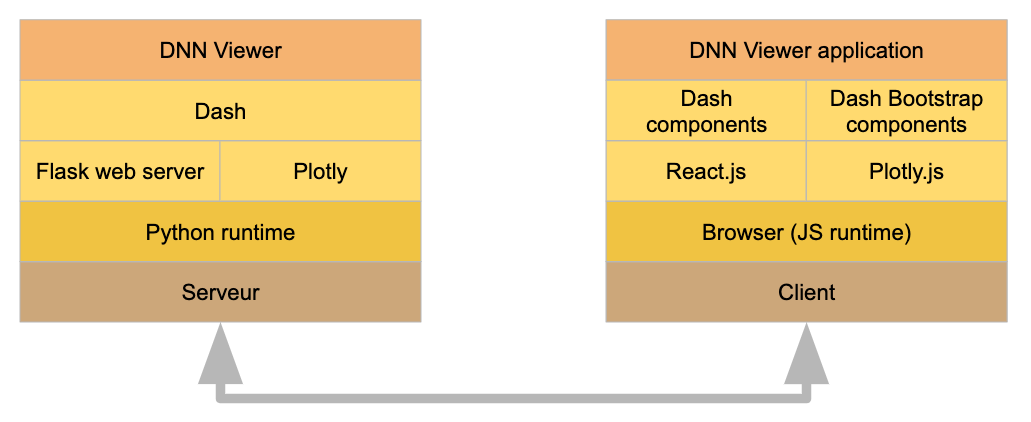 DNN Viewer
Dash
Flask web server
Plotly
Python runtime
Serveur
DNN Viewer application
Dash
components
Dash Bootstrap
components
React.js
Plotly.js
Browser (JS runtime)
Client